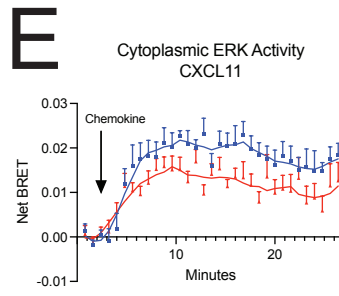 E
Cytoplasmic ERK Activity
CXCL11
0.03
Chemokine
0.02
Net BRET
0.01
0.00
10
20
Minutes
-0.01